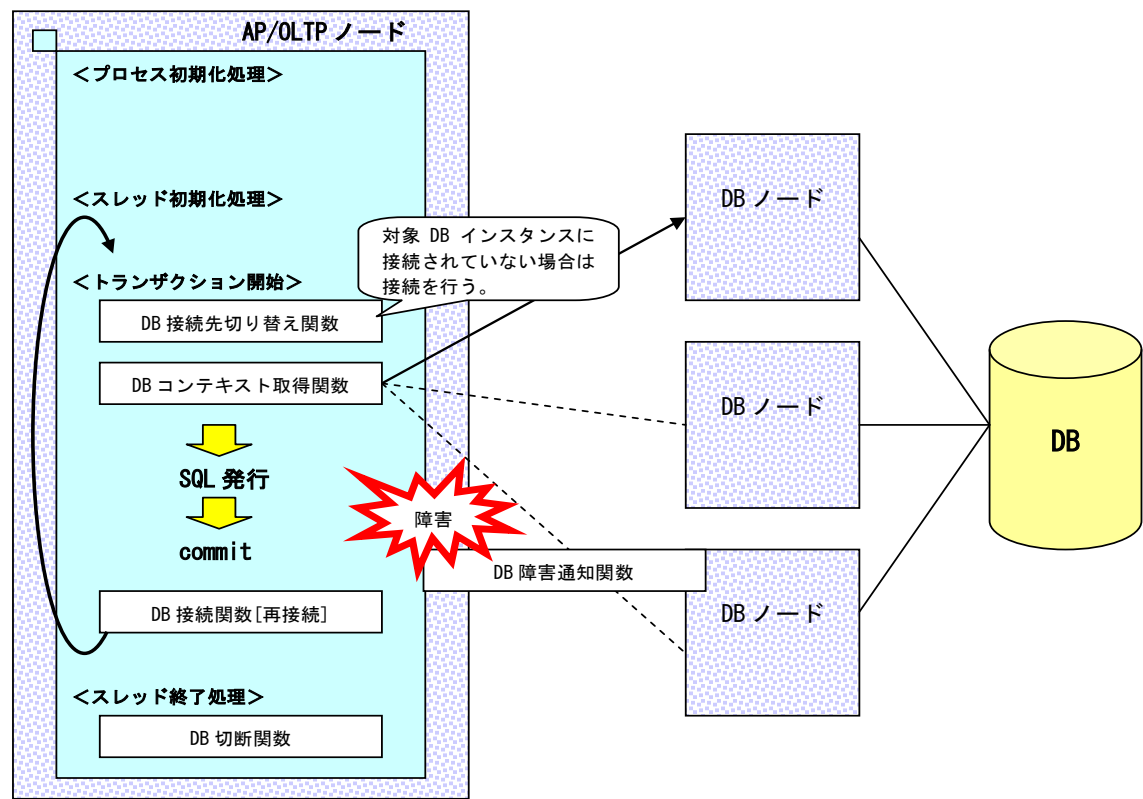 AP/OLTP ノード
＜プロセス初期化処理＞
＜スレッド初期化処理＞
対象 DB インスタンスに
接続されていない場合は
接続を行う。
＜トランザクション開始＞
DB 接続先切り替え関数
DB コンテキスト取得関数
SQL 発行
commit
障害
DB 障害通知関数
DB 接続関数[再接続]
＜スレッド終了処理＞
DB 切断関数
DB ノード
DB ノード
DB ノード
DB